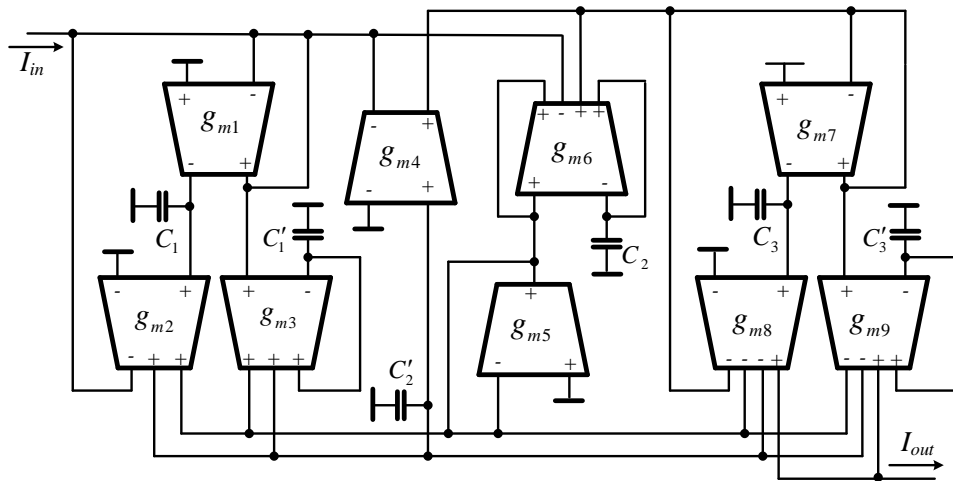 I_in
+ -
g_m1
- +
- +
g_m4
- +
+ - + +
g_m6
+ -
+ -
g_m7
- +
C_1
C'_1
C_2
C_3
C'_3
- +
g_m2
- + +
+ -
g_m3
+ + +
+
g_m5
- +
- +
g_m8
- - - +
+ -
g_m9
- - + +
C'_2
I_out